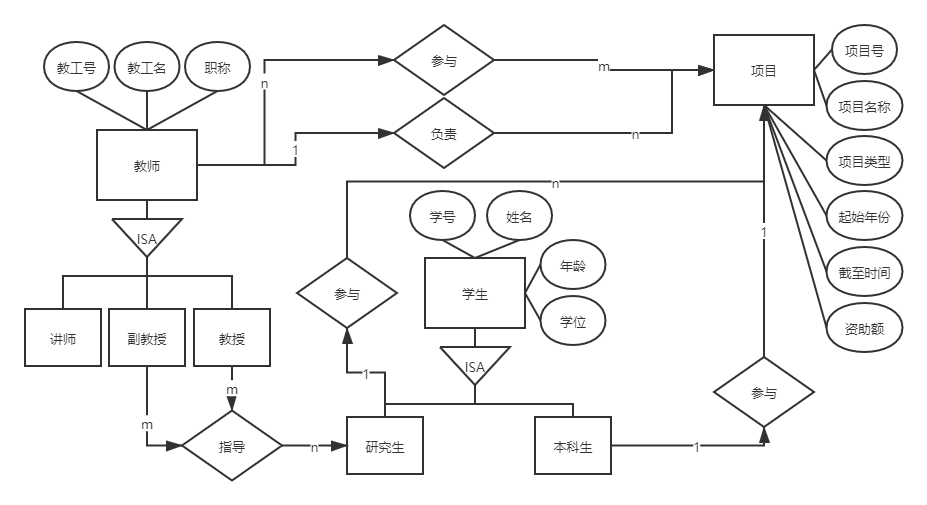 教工号
教工名
职称
参与
m
项目
项目号
项目名称
n
1
负责
n
教师
项目类型
ISA
n
学号
姓名
起始年份
1
年龄
截至时间
参与
学生
学位
资助额
讲师
副教授
教授
ISA
1
m
参与
m
指导
n
研究生
本科生
1